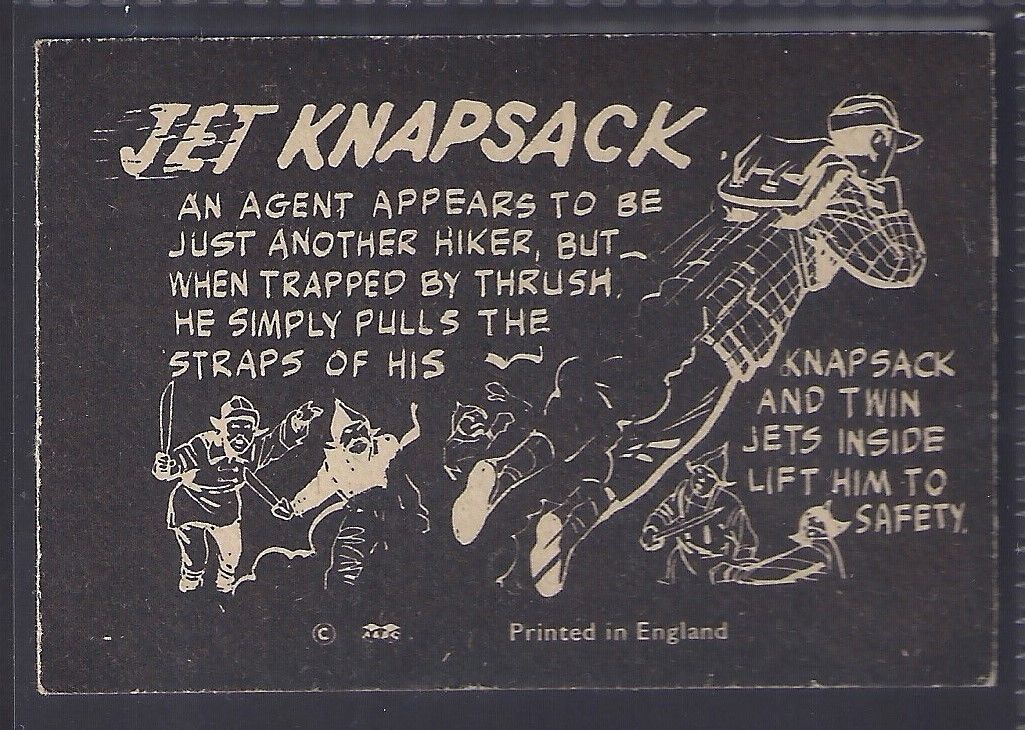 JET KNAPSACK
AN AGENT APPEARS TO BE
JUST ANOTHER HIKER, BUT
WHEN TRAPPED BY THRUSH,
HE SIMPLY PULLS THE
STRAPS OF HIS
KNAPSACK
AND TWIN
JETS INSIDE
LIFT HIM TO
SAFETY.
© A&BC
Printed in England